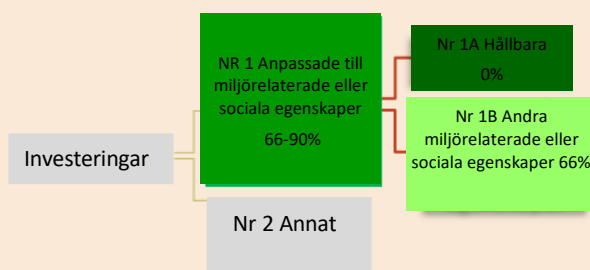 Investeringar
NR 1 Anpassade till
miljörelaterade eller
sociala egenskaper
66-90%
Nr 1A Hållbara
0%
Nr 1B Andra
miljörelaterade eller
sociala egenskaper 66%
Nr 2 Annat